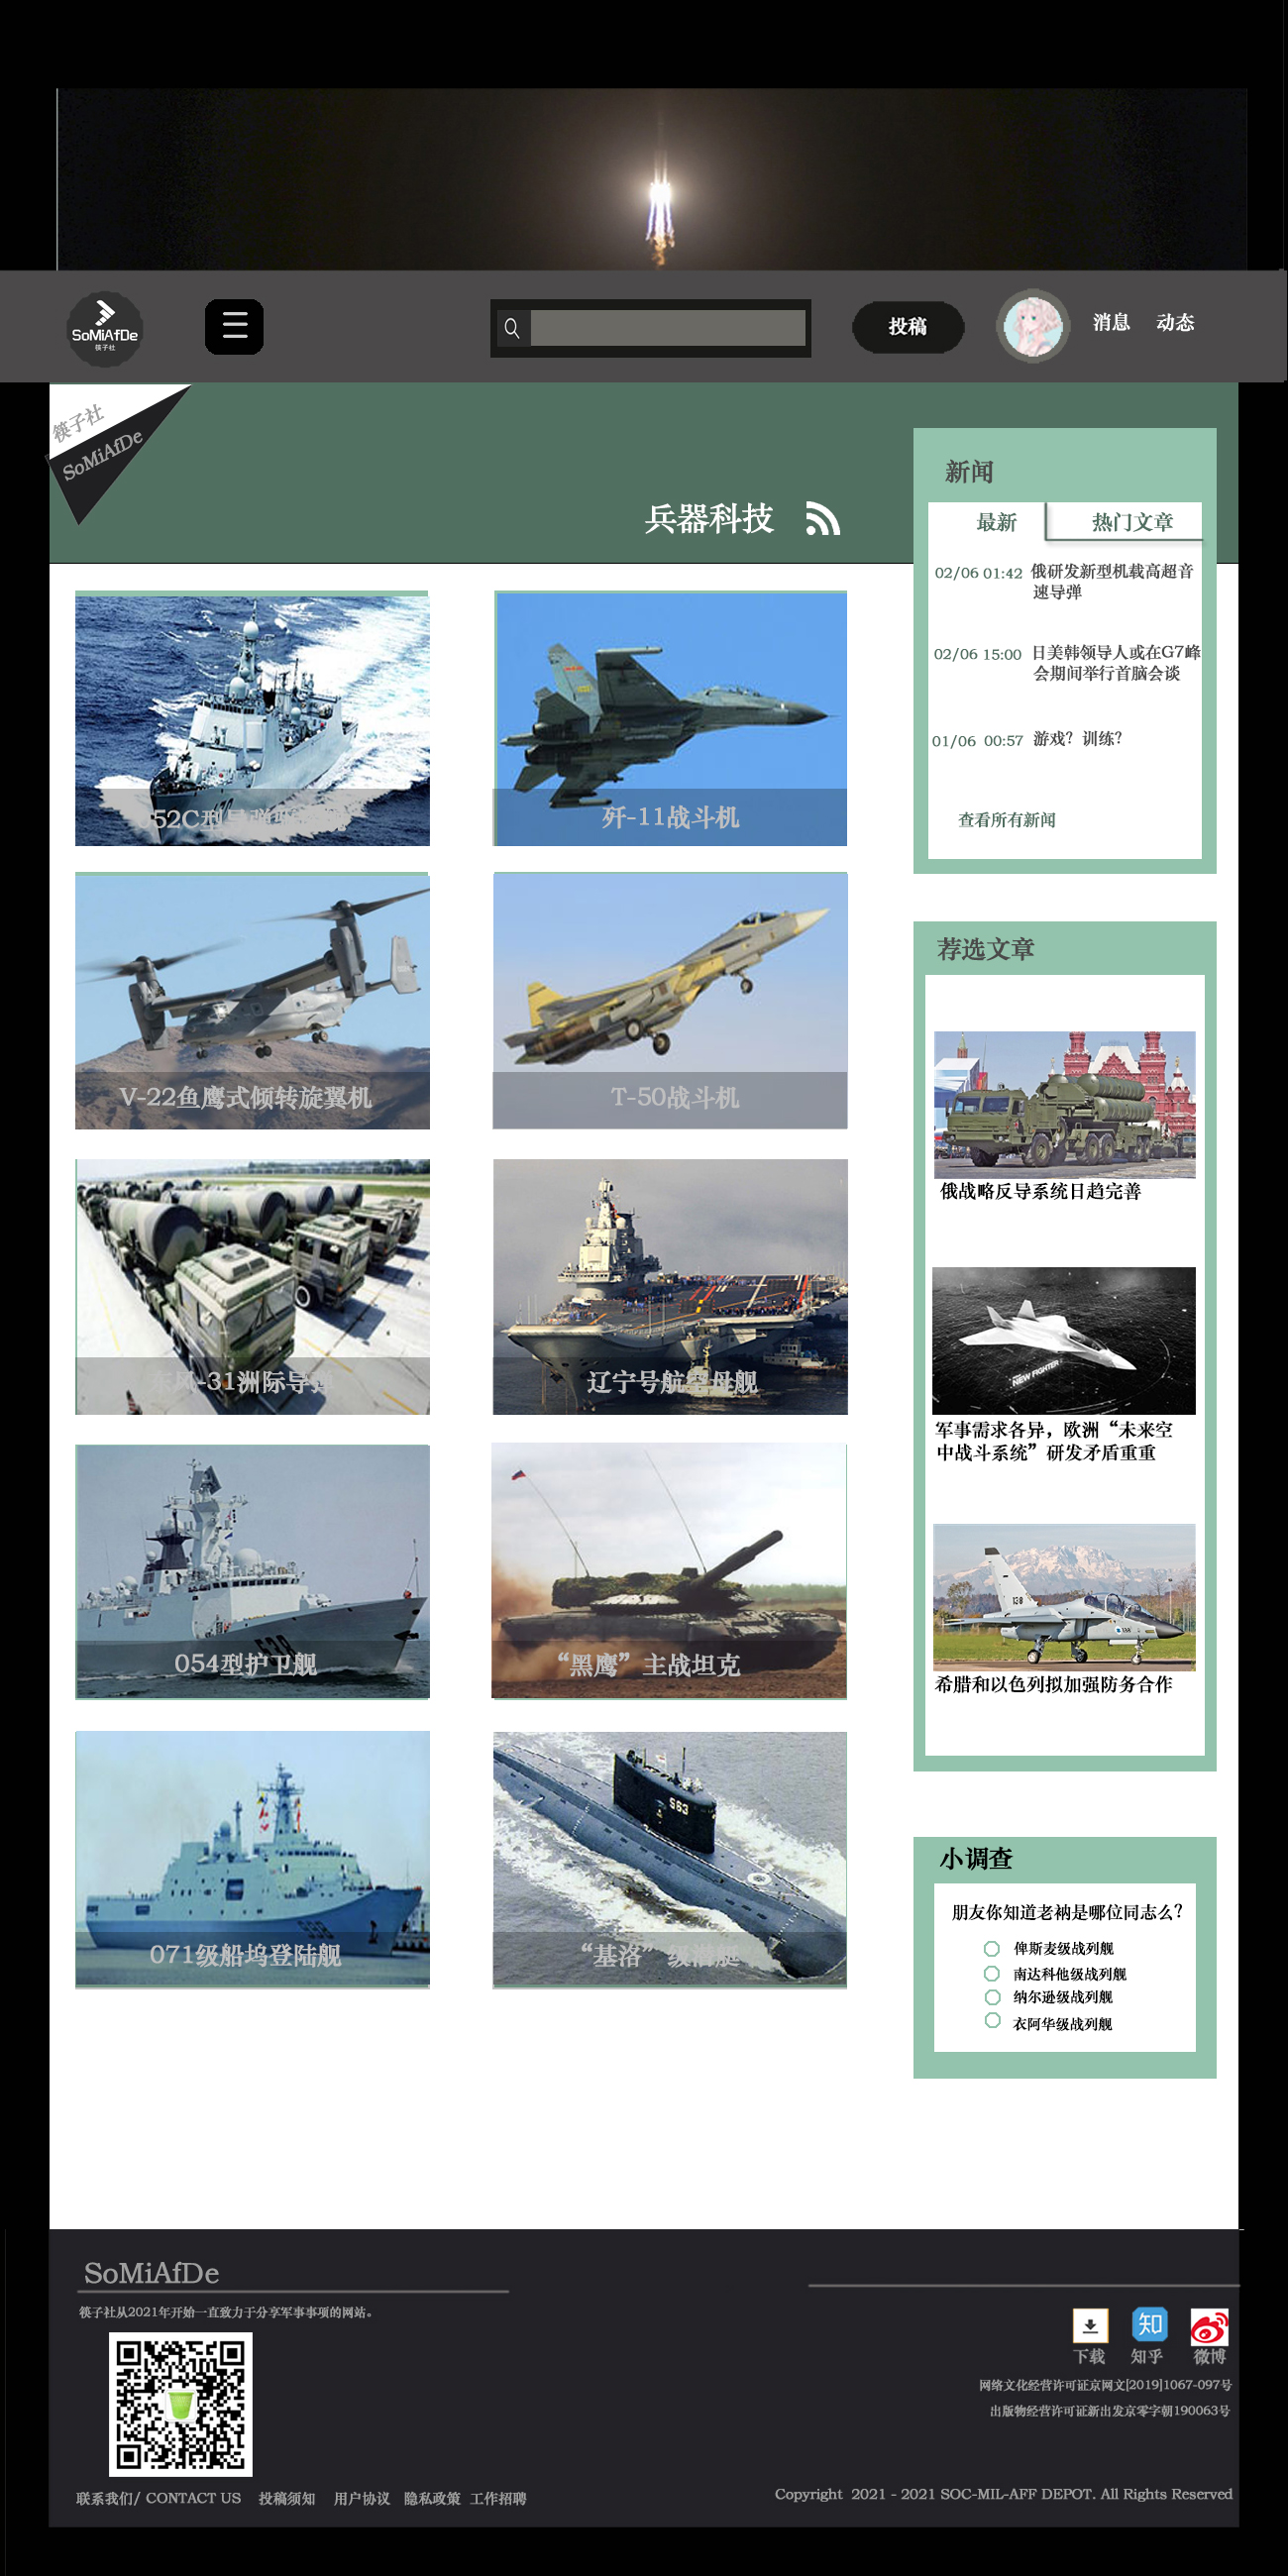 SoMiAfDe
筷子社
投稿
消息
动态
筷子社
SoMiAfDe
兵器科技
新闻
最新
热门文章
02/06 01:42 俄研发新型机载高超音
速导弹
02/06 15:00 日美韩领导人或在G7峰
会期间举行首脑会谈
01/06 00:57 游戏？训练？
查看所有新闻
052C型导弹
歼-11战斗机
V-22鱼鹰式倾转旋翼机
T-50战斗机
东风-31洲际导弹
辽宁号航空母舰
054型护卫舰
“黑鹰”主战坦克
071级船坞登陆舰
“基洛”级潜艇
S63
荐选文章
俄战略反导系统日趋完善
NEW FIGHTER
军事需求各异，欧洲“未来空
中战斗系统”研发矛盾重重
希腊和以色列拟加强防务合作
小调查
朋友你知道老衲是哪位同志么？
俾斯麦级战列舰
南达科他级战列舰
纳尔逊级战列舰
衣阿华级战列舰
SoMiAfDe
筷子社从2021年开始一直致力于分享军事事项的网站。
知
下载
知乎
微博
网络文化经营许可证京网文[2019]1067-097号
出版物经营许可证新出发京零字朝190063号
联系我们/ CONTACT US 投稿须知 用户协议 隐私政策 工作招聘
Copyright 2021 - 2021 SOC-MIL-AFF DEPOT. All Rights Reserved